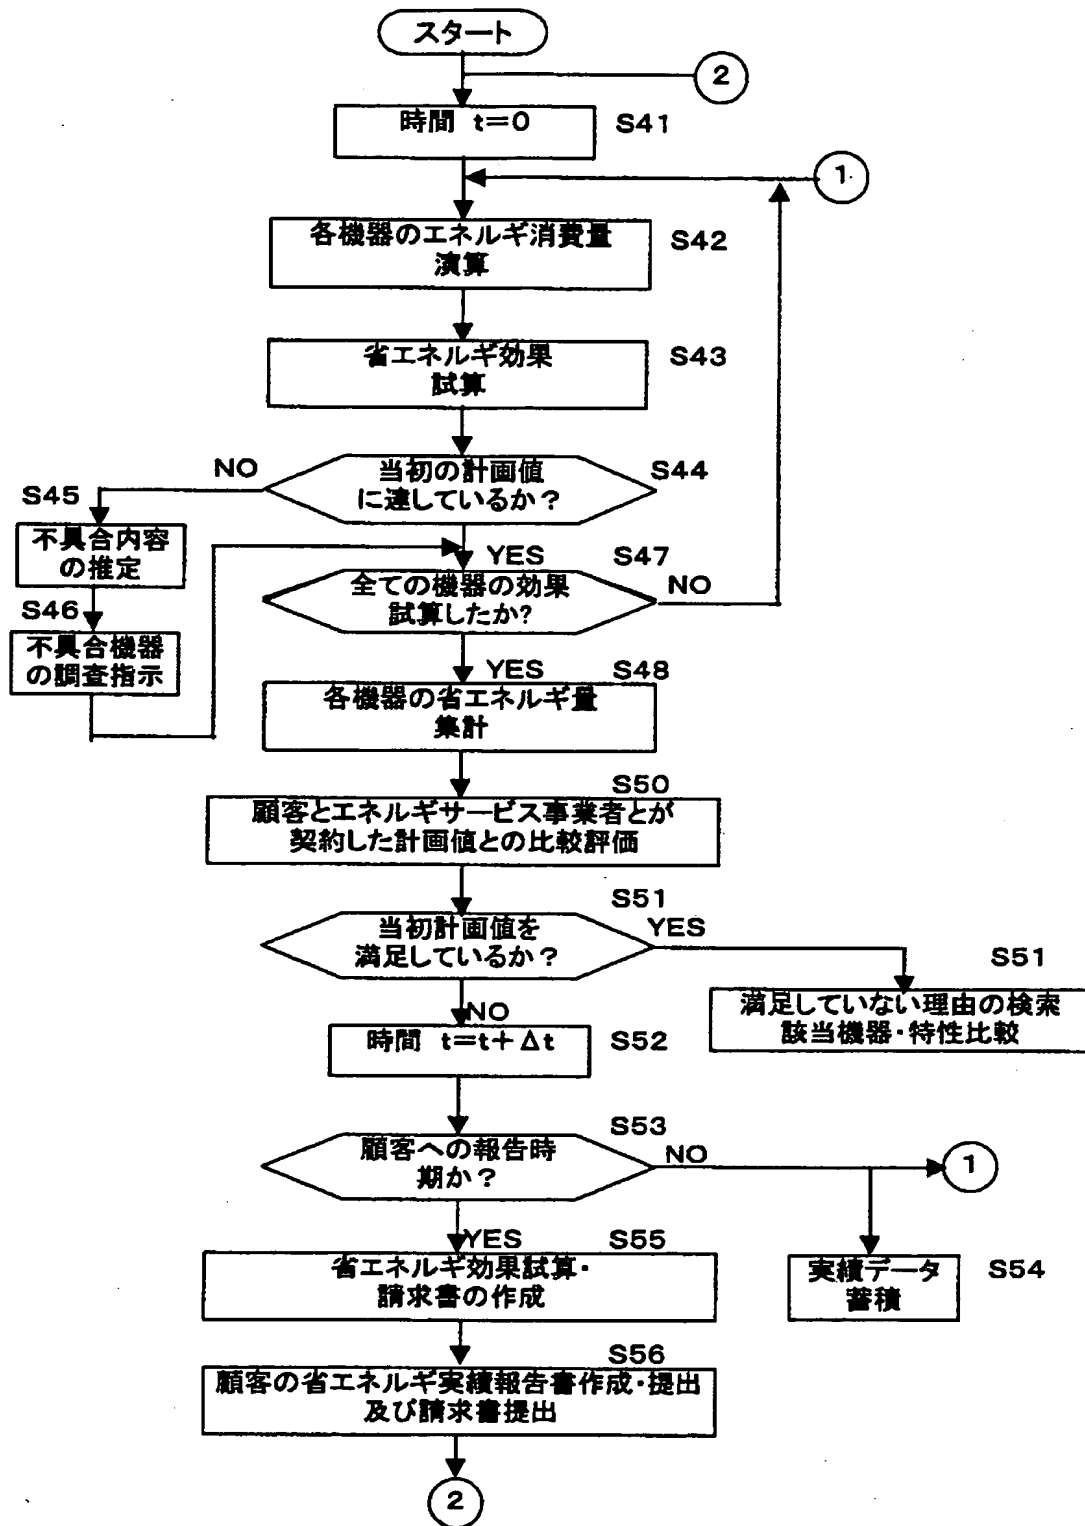 スタート
②
時間 t=0
S41
①
各機器のエネルギ消費量
演算
S42
省エネルギ効果
試算
S43
当初の計画値
に達しているか?
S44
NO
S45
不具合内容
の推定
S46
不具合機器
の調査指示
YES
S47
全ての機器の効果
試算したか?
NO
YES
S48
各機器の省エネルギ量
集計
S50
顧客とエネルギサービス事業者とが
契約した計画値との比較評価
S51
当初計画値を
満足しているか?
YES
S51
満足していない理由の検索
該当機器・特性比較
NO
時間 t=t+Δt
S52
S53
顧客への報告時
期か?
NO
①
YES
S55
省エネルギ効果試算・
請求書の作成
実績データ
蓄積
S54
S56
顧客の省エネルギ実績報告書作成・提出
及び請求書提出
②